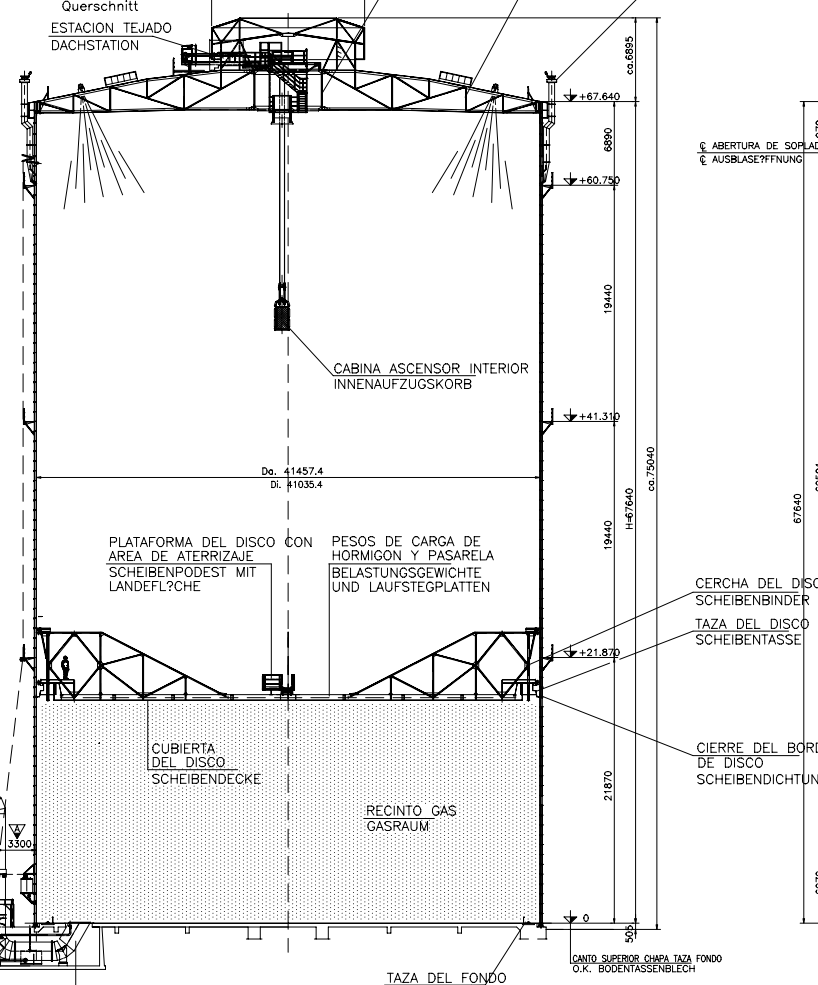 Querschnitt
ESTACION TEJADO
DACHSTATION
ca.6895
+67.640
6890
℄ ABERTURA DE SOPLAD
℄ AUSBLASE?FFNUNG
+60.750
19440
CABINA ASCENSOR INTERIOR
INNENAUFZUGSKORB
+41.310
Da. 41457.4
Di. 41035.4
ca.75040
H=67640
67640
19440
PLATAFORMA DEL DISCO CON
AREA DE ATERRIZAJE
SCHEIBENPODEST MIT
LANDEFL?CHE
PESOS DE CARGA DE
HORMIGON Y PASARELA
BELASTUNGSGEWICHTE
UND LAUFSTEGPLATTEN
CERCHA DEL DISC
SCHEIBENBINDER
TAZA DEL DISCO
SCHEIBENTASSE
+21.870
CUBIERTA
DEL DISCO
SCHEIBENDECKE
CIERRE DEL BORD
DE DISCO
SCHEIBENDICHTUN
21870
RECINTO GAS
GASRAUM
A
3300
0
505
CANTO SUPERIOR CHAPA TAZA FONDO
O.K. BODENTASSENBLECH
TAZA DEL FONDO